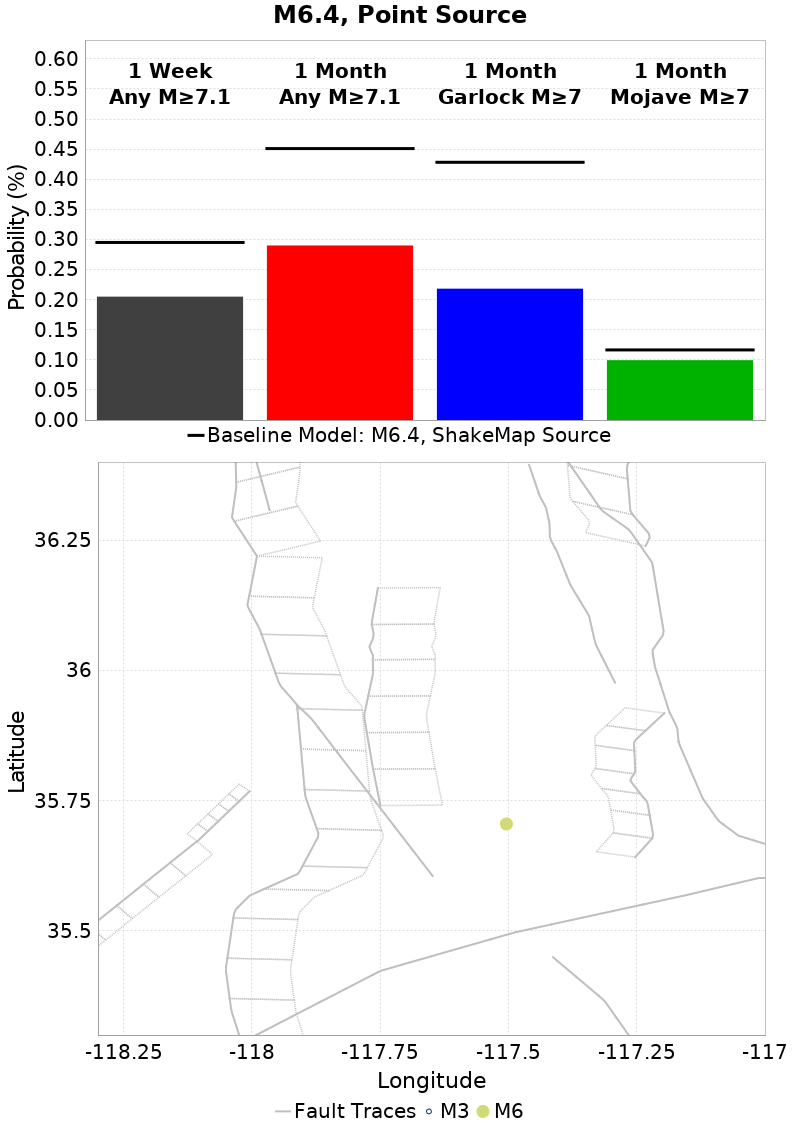 M6.4, Point Source
1 Week
Any M≥7.1
1 Month
Any M≥7.1
1 Month
Garlock M≥7
1 Month
Mojave M≥7
Probability (%)
0.60
0.55
0.50
0.45
0.40
0.35
0.30
0.25
0.20
0.15
0.10
0.05
0.00
Baseline Model: M6.4, ShakeMap Source
Latitude
36.25
36
35.75
35.5
-118.25
-118
-117.75
-117.5
-117.25
-117
Longitude
Fault Traces
M3
M6